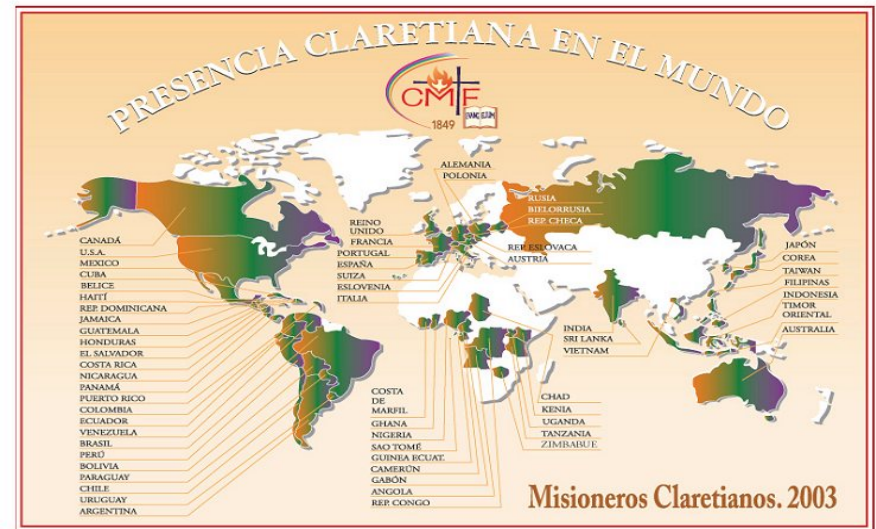 PRESENCIA CLARETIANA EN EL MUNDO
CMF
1849
EVANGELIUM
ALEMANIA
POLONIA
RUSIA
BIELORRUSIA
REP. CHECA
REP. ESLOVACA
AUSTRIA
REINO
UNIDO
FRANCIA
PORTUGAL
ESPAÑA
SUIZA
ESLOVENIA
ITALIA
CANADÁ
U.S.A.
MEXICO
CUBA
BELICE
HAITÍ
REP. DOMINICANA
JAMAICA
GUATEMALA
HONDURAS
EL SALVADOR
COSTA RICA
NICARAGUA
PANAMÁ
PUERTO RICO
COLOMBIA
ECUADOR
VENEZUELA
BRASIL
PERÚ
BOLIVIA
PARAGUAY
CHILE
URUGUAY
ARGENTINA
COSTA
DE
MARFIL
GHANA
NIGERIA
SAO TOMÉ
GUINEA ECUAT.
CAMERÚN
GABÓN
ANGOLA
REP. CONGO
CHAD
KENIA
UGANDA
TANZANIA
ZIMBABUE
INDIA
SRI LANKA
VIETNAM
JAPÓN
COREA
TAIWAN
FILIPINAS
INDONESIA
TIMOR
ORIENTAL
AUSTRALIA
Misioneros Claretianos. 2003